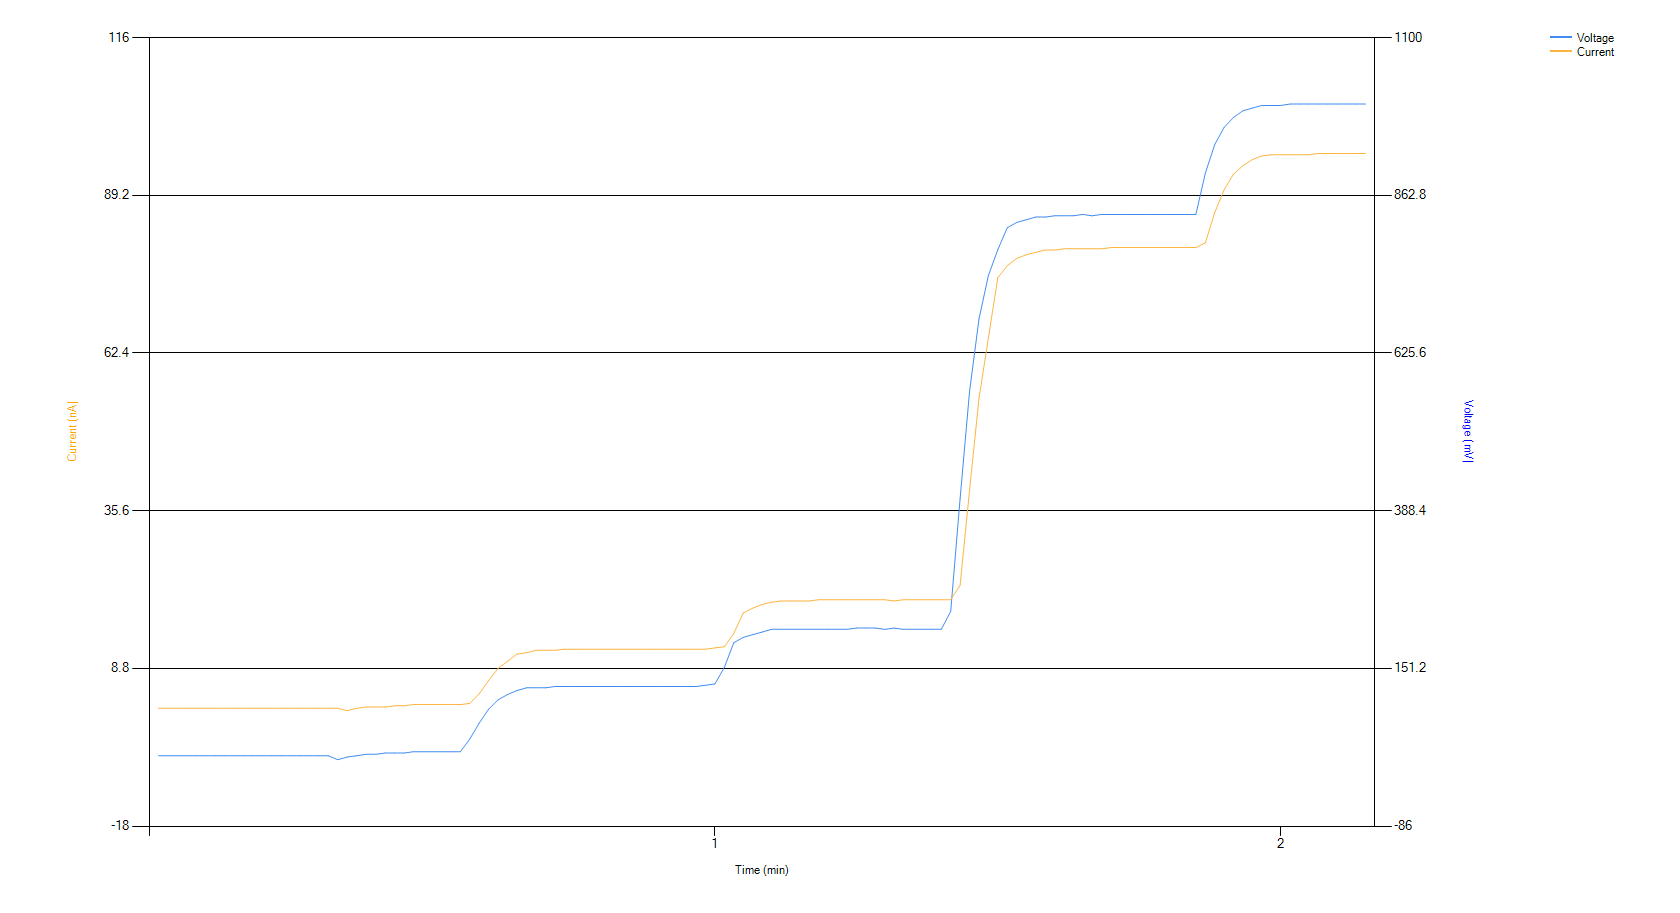 116
1100
Voltage
Current
89.2
862.8
62.4
625.6
Current (nA)
Voltage (mV)
35.6
388.4
8.8
151.2
-18
-86
1
2
Time (min)